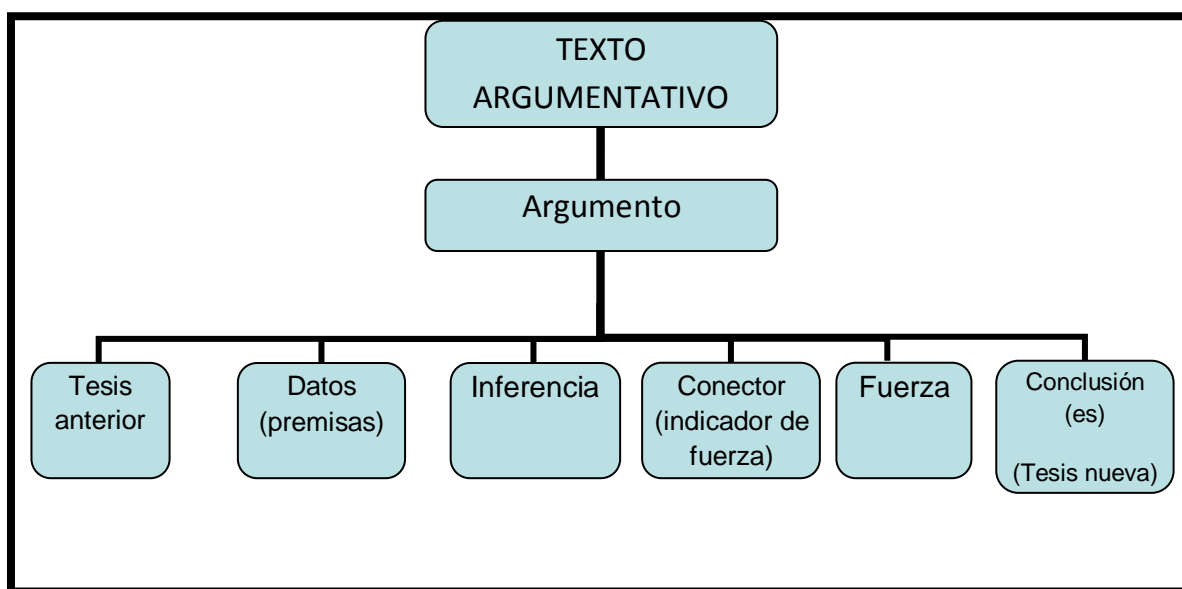 TEXTO
ARGUMENTATIVO
Argumento
Tesis
anterior
Datos
(premisas)
Inferencia
Conector
(indicador de
fuerza)
Fuerza
Conclusión
(es)
(Tesis nueva)